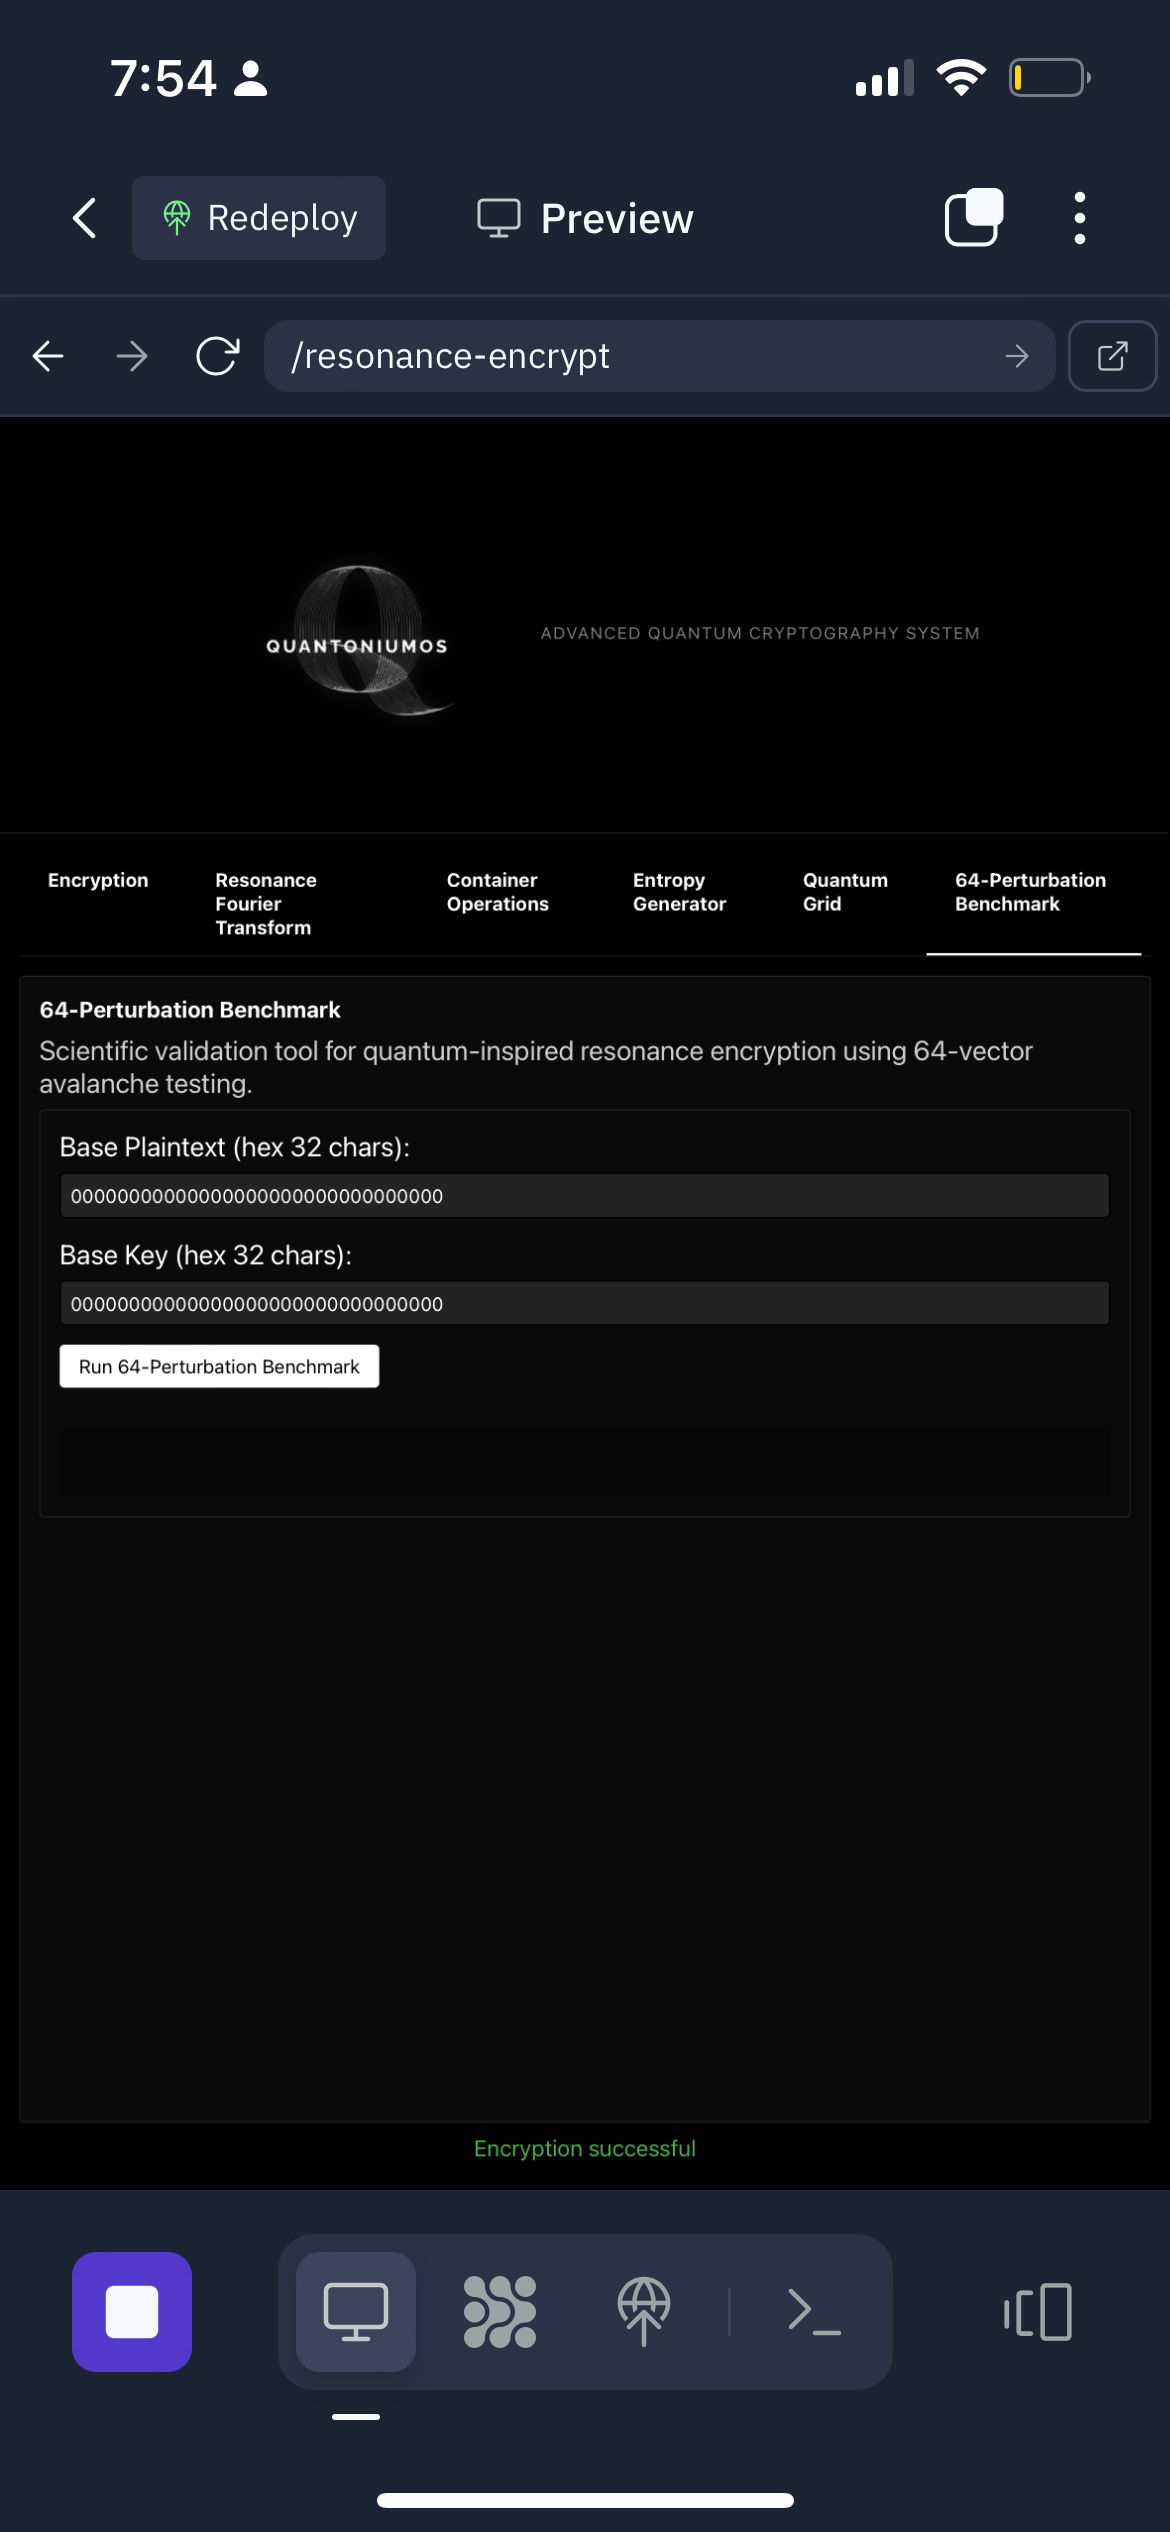 7:54
Redeploy
Preview
/resonance-encrypt
QUANTONIUMOS
ADVANCED QUANTUM CRYPTOGRAPHY SYSTEM
Encryption
Resonance
Fourier
Transform
Container
Operations
Entropy
Generator
Quantum
Grid
64-Perturbation
Benchmark
64-Perturbation Benchmark
Scientific validation tool for quantum-inspired resonance encryption using 64-vector
avalanche testing.
Base Plaintext (hex 32 chars):
00000000000000000000000000000000
Base Key (hex 32 chars):
00000000000000000000000000000000
Run 64-Perturbation Benchmark
Encryption successful